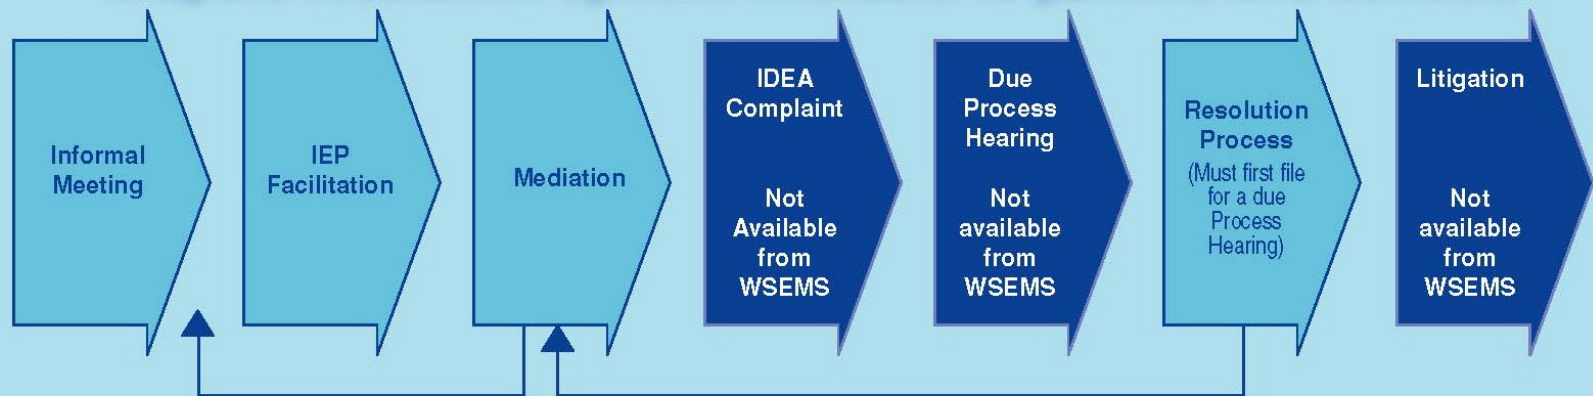 Informal
Meeting
IEP
Facilitation
Mediation
IDEA
Complaint
Not
Available
from
WSEMS
Due
Process
Hearing
Not
available
from
WSEMS
Resolution
Process
(Must first file
for a due
Process
Hearing)
Litigation
Not
available
from
WSEMS